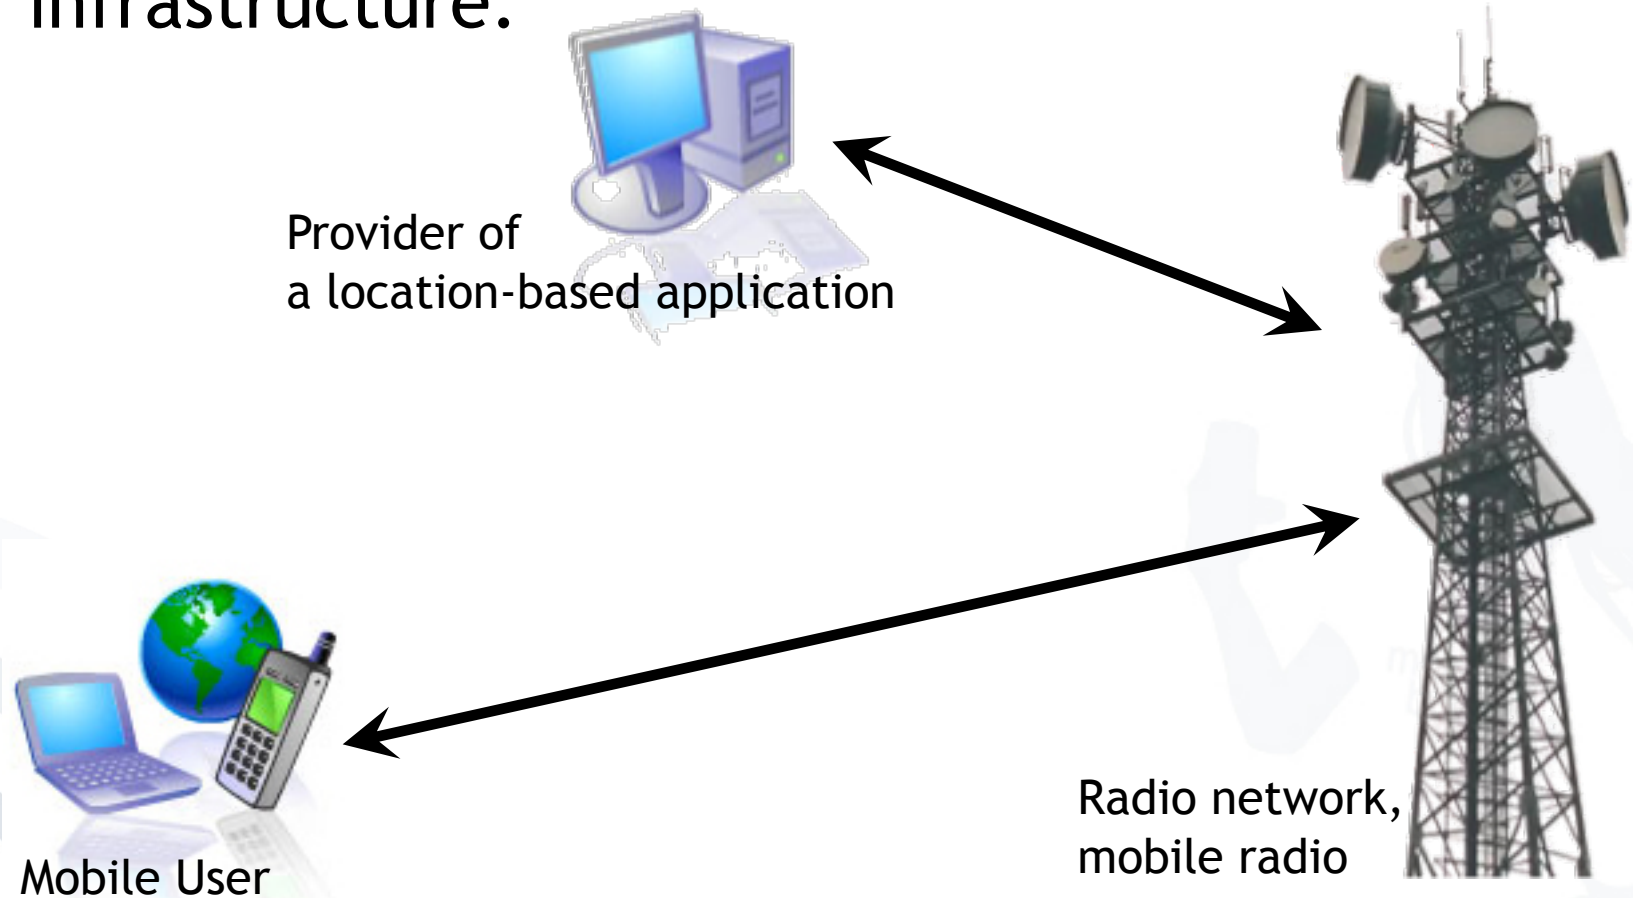 infrastructure.
Provider of
a location-based application
Radio network,
mobile radio
Mobile User